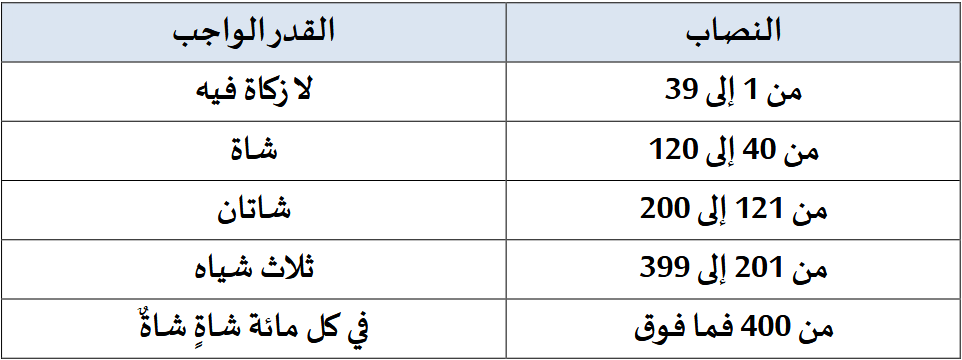 النصاب القدر الواجب
من 1 إلى 39 لا زكاة فيه
من 40 إلى 120 شاة
من 121 إلى 200 شاتان
من 201 إلى 399 ثلاث شياه
من 400 فما فوق في كل مائة شاةٍ شاةٌ